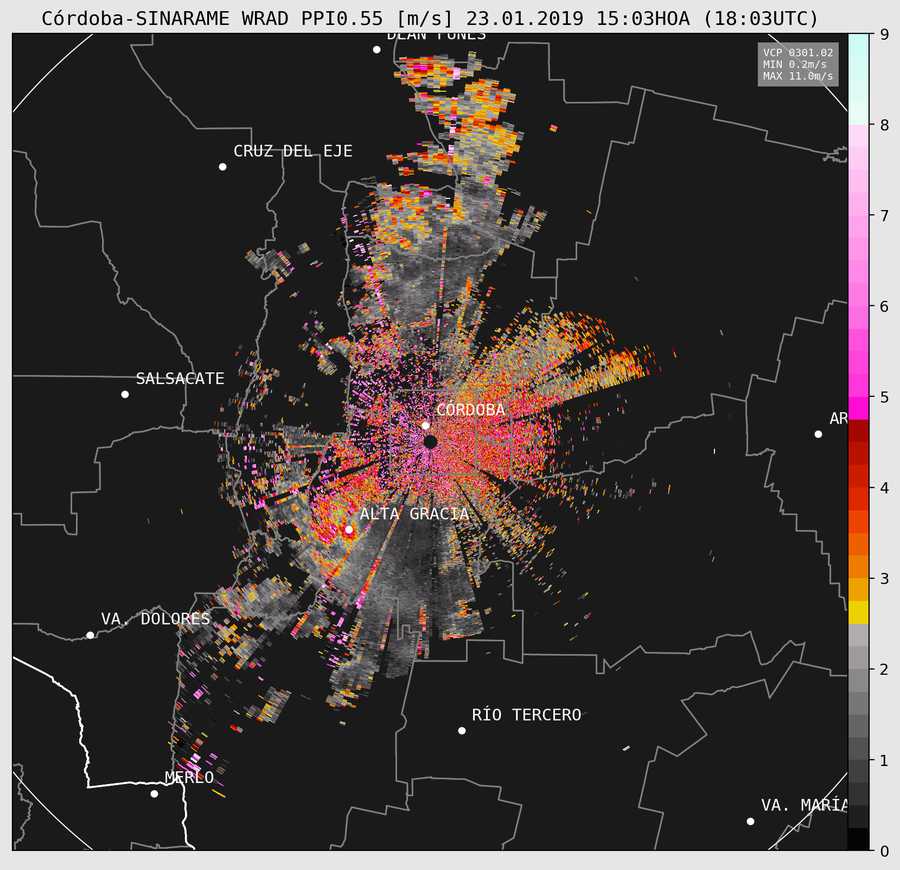 Córdoba-SINARAME WRAD PPI0.55 [m/s] 23.01.2019 15:03HOA (18:03UTC)
VCP 0301.02
MIN 0.2m/s
MAX 11.0m/s
DEÁN FUNES
CRUZ DEL EJE
SALSACATE
CÓRDOBA
AR
ALTA GRACIA
VA. DOLORES
RÍO TERCERO
MERLO
VA. MARÍA
9
8
7
6
5
4
3
2
1
0